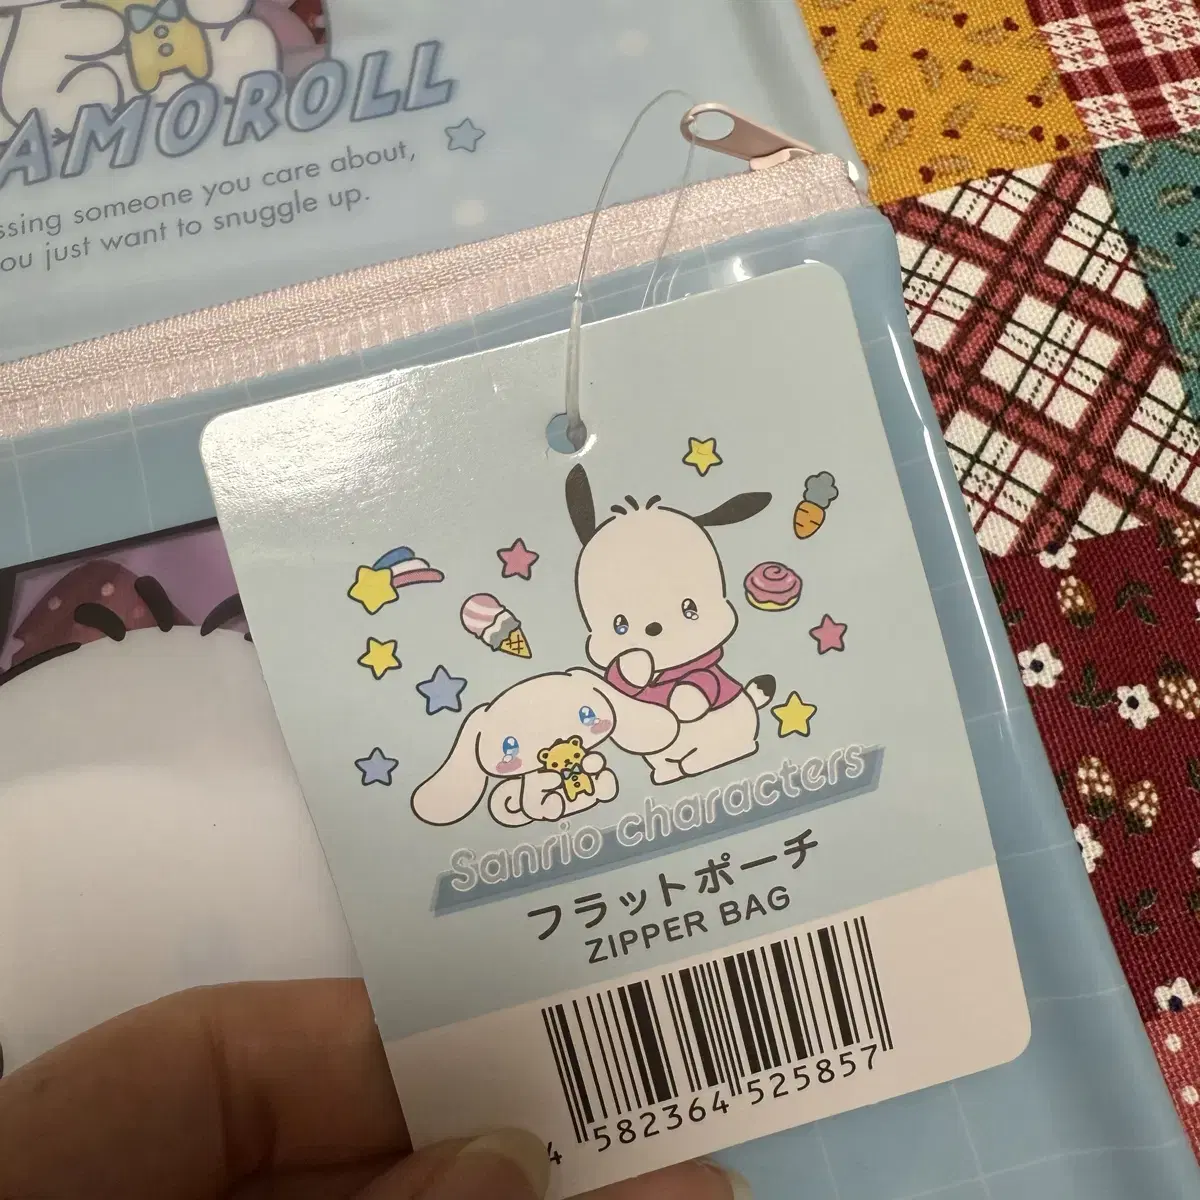 AMOROLL
ssing someone you care about,
ou just want to snuggle up.
Sanrio characters
フラットポーチ
ZIPPER BAG
4 582364 525857